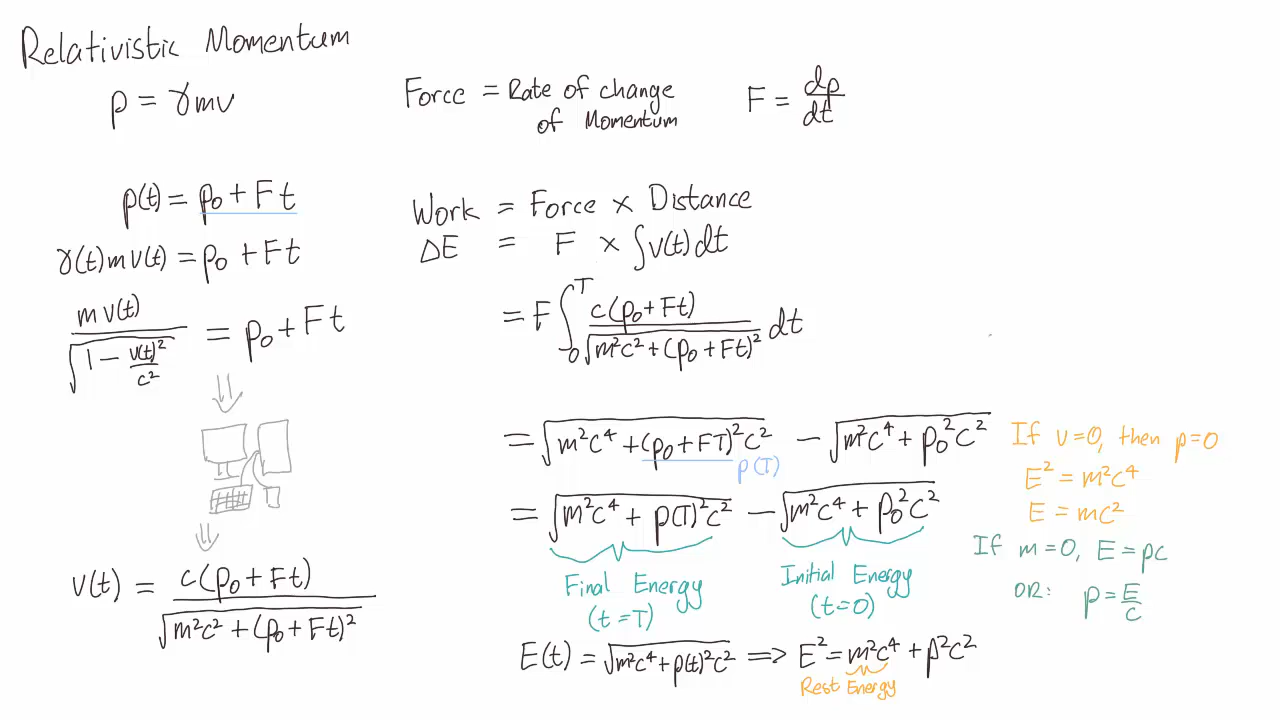 Relativistic Momentum
p = γmv
Force = Rate of change
of Momentum
F = dp/dt
p(t) = p₀ + Ft
γ(t)mv(t) = p₀ + Ft
mv(t)/√(1 − v(t)²/c²) = p₀ + Ft
⇓
⇓
v(t) = c(p₀ + Ft)/√(m²c² + (p₀ + Ft)²)
Work = Force × Distance
ΔE = F × ∫v(t)dt
= F ∫₀ᵀ c(p₀ + Ft)/√(m²c² + (p₀ + Ft)²) dt
= √(m²c⁴ + (p₀ + FT)²c²) − √(m²c⁴ + p₀²c²)
p(T)
= √(m²c⁴ + p(T)²c²) − √(m²c⁴ + p₀²c²)
Final Energy
(t = T)
Initial Energy
(t = 0)
E(t) = √(m²c⁴ + p(t)²c²) ⟹ E² = m²c⁴ + p²c²
Rest Energy
If v=0, then p=0
E² = m²c⁴
E = mc²
If m=0, E = pc
OR: p = E/c